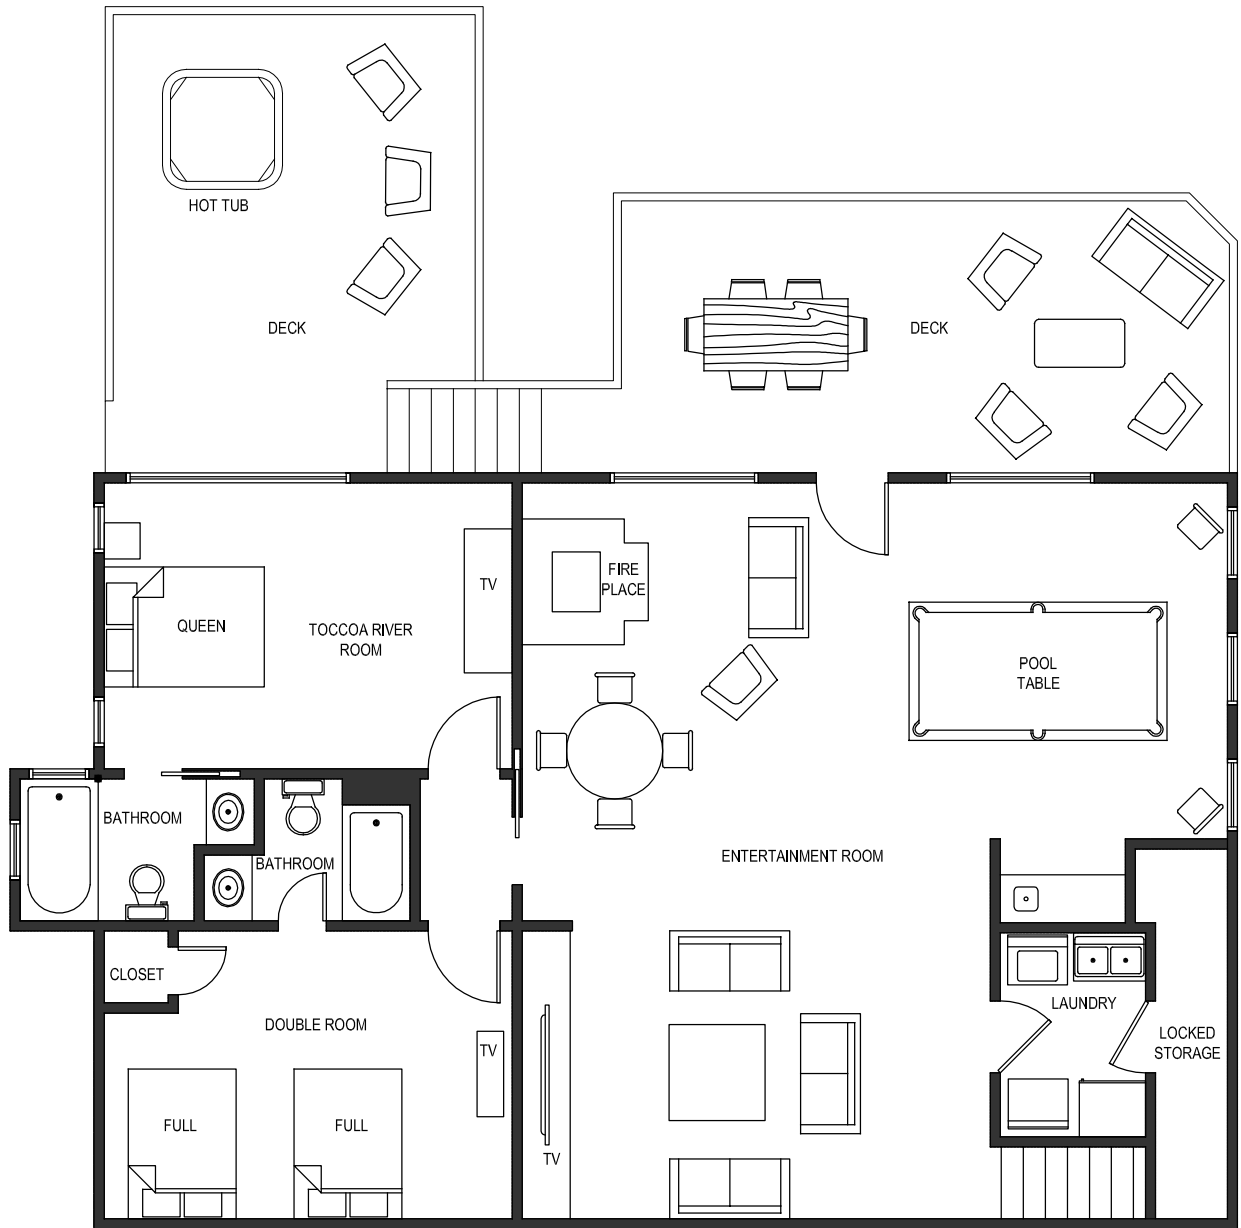 HOT TUB
DECK
DECK
FIRE
PLACE
TV
QUEEN
TOCCOA RIVER
ROOM
POOL
TABLE
BATHROOM
BATHROOM
ENTERTAINMENT ROOM
CLOSET
LAUNDRY
DOUBLE ROOM
LOCKED
STORAGE
TV
FULL
FULL
TV